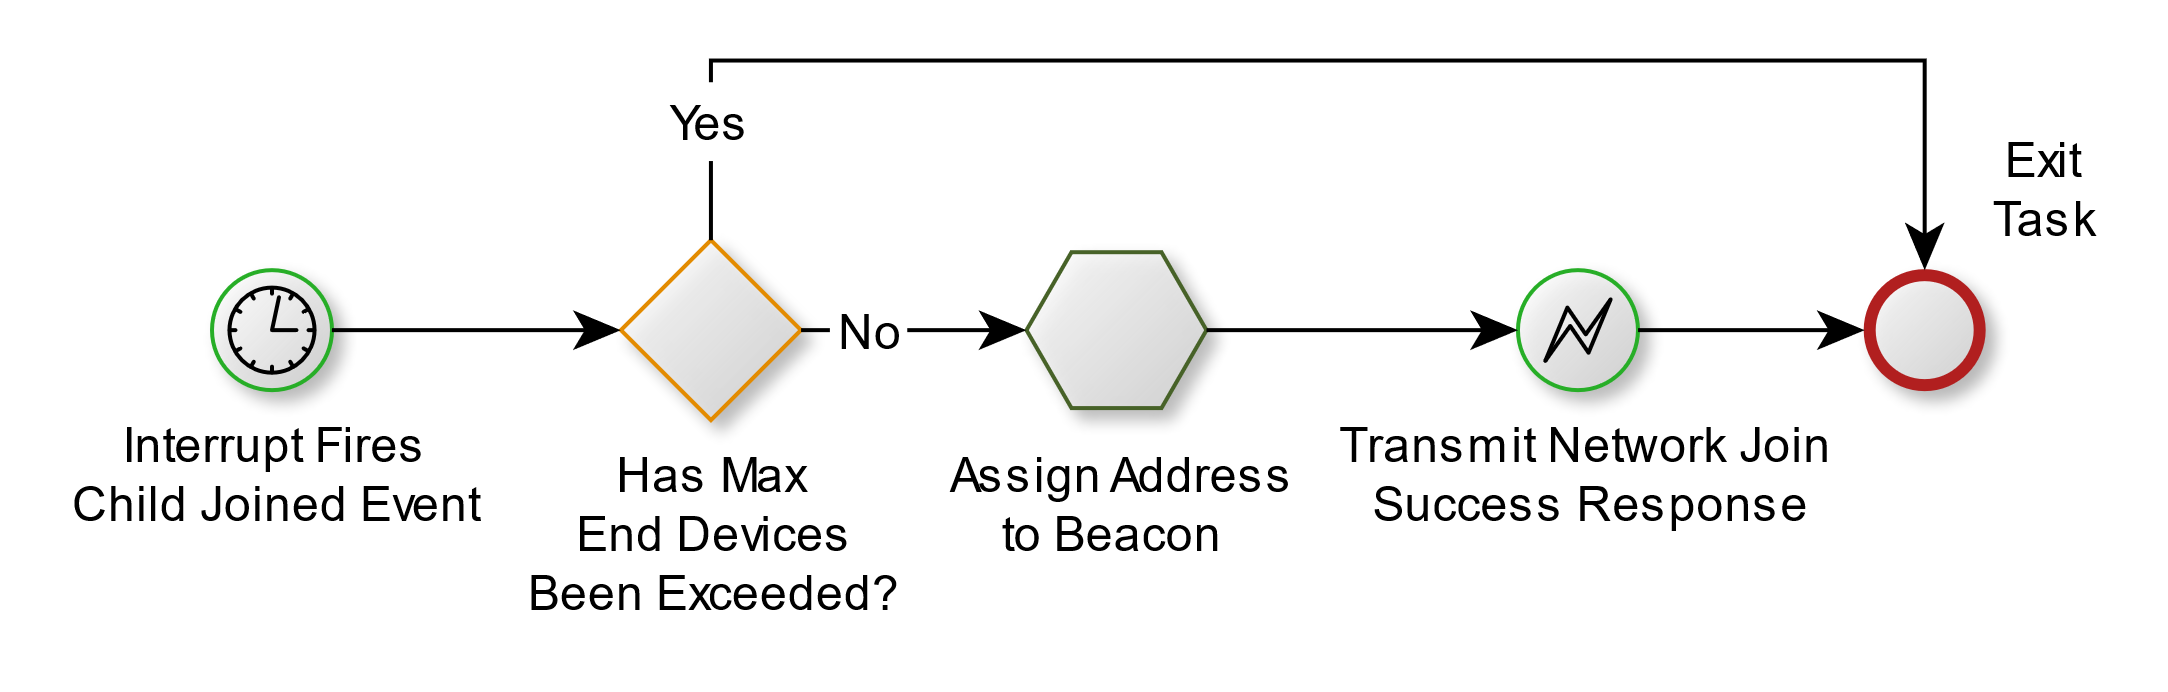 Yes
Exit
Task
No
Interrupt Fires
Child Joined Event
Has Max
End Devices
Been Exceeded?
Assign Address
to Beacon
Transmit Network Join
Success Response